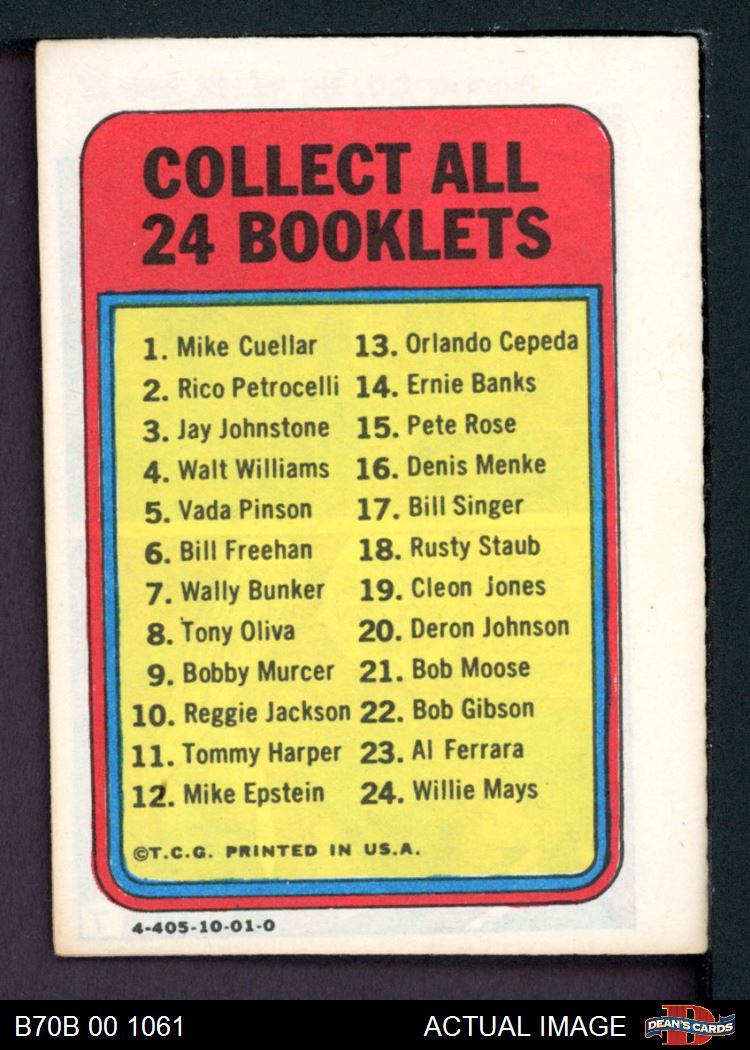 COLLECT ALL
24 BOOKLETS
1. Mike Cuellar
2. Rico Petrocelli
3. Jay Johnstone
4. Walt Williams
5. Vada Pinson
6. Bill Freehan
7. Wally Bunker
8. Tony Oliva
9. Bobby Murcer
10. Reggie Jackson
11. Tommy Harper
12. Mike Epstein
13. Orlando Cepeda
14. Ernie Banks
15. Pete Rose
16. Denis Menke
17. Bill Singer
18. Rusty Staub
19. Cleon Jones
20. Deron Johnson
21. Bob Moose
22. Bob Gibson
23. Al Ferrara
24. Willie Mays
©T.C.G. PRINTED IN U.S.A.
4-405-10-01-0
B70B 00 1061
ACTUAL IMAGE
D
DEAN'S CARDS